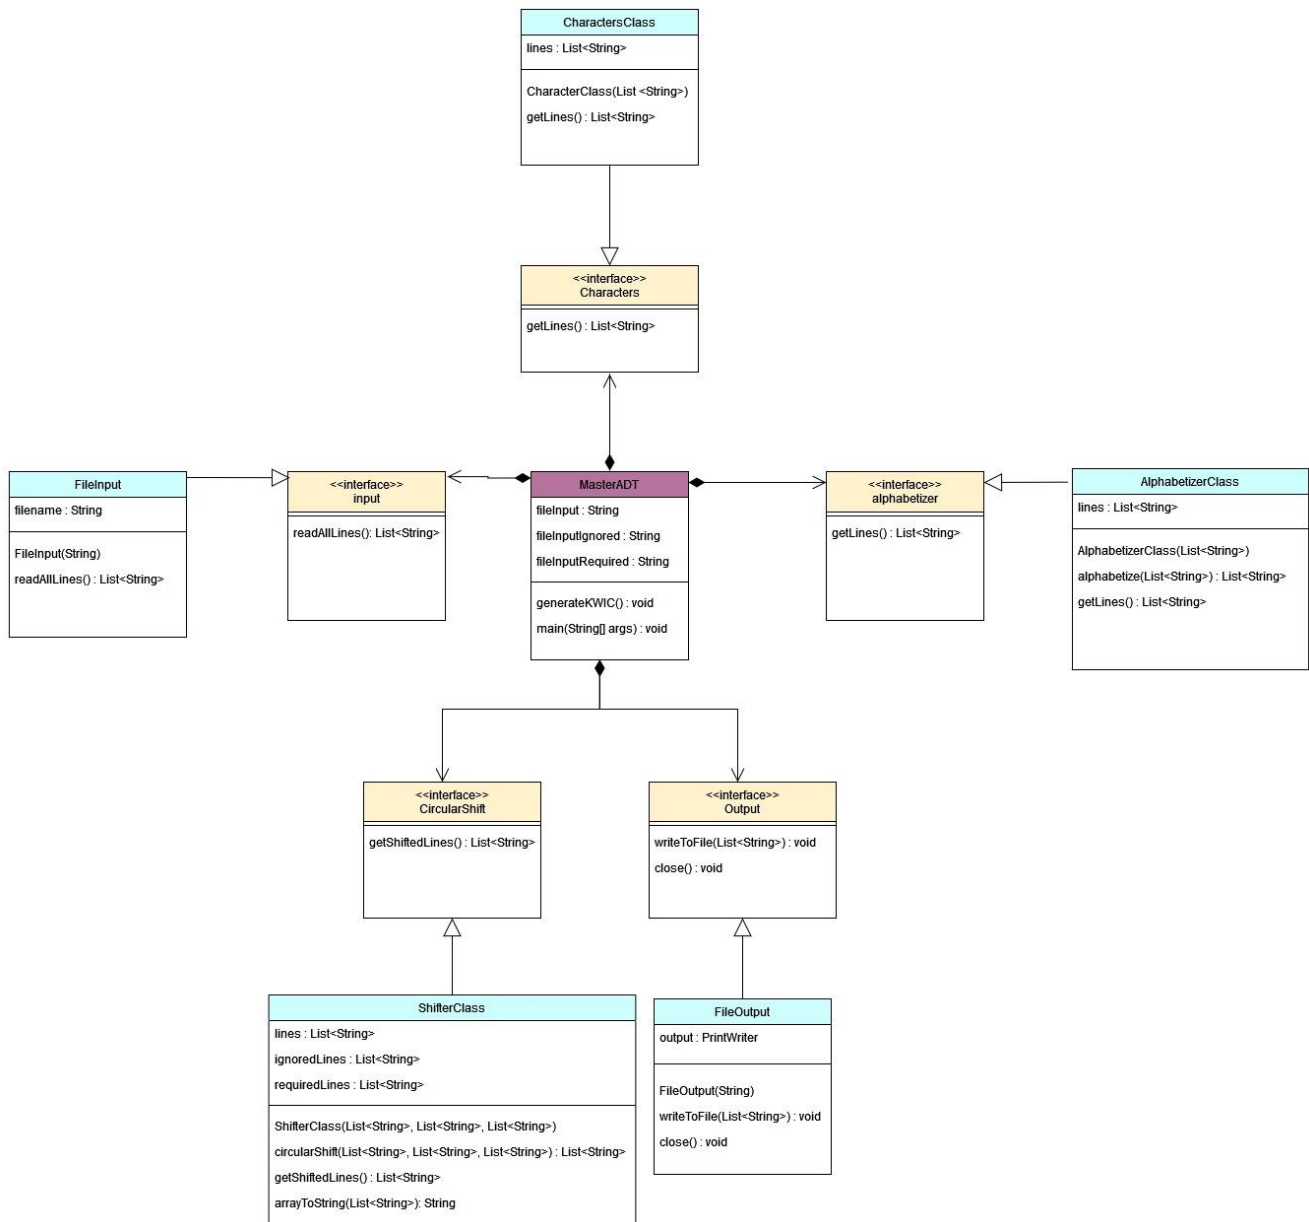 CharactersClass
lines : List<String>
CharacterClass(List <String>)
getLines() : List<String>
<<interface>>
Characters
getLines() : List<String>
FileInput
filename : String
FileInput(String)
readAllLines() : List<String>
<<interface>>
input
readAllLines(): List<String>
MasterADT
fileInput : String
fileInputIgnored : String
fileInputRequired : String
generateKWIC() : void
main(String[] args) : void
<<interface>>
alphabetizer
getLines() : List<String>
AlphabetizerClass
lines : List<String>
AlphabetizerClass(List<String>)
alphabetize(List<String>) : List<String>
getLines() : List<String>
<<interface>>
CircularShift
getShiftedLines() : List<String>
<<interface>>
Output
writeToFile(List<String>) : void
close() : void
ShifterClass
lines : List<String>
ignoredLines : List<String>
requiredLines : List<String>
ShifterClass(List<String>, List<String>, List<String>)
circularShift(List<String>, List<String>, List<String>) : List<String>
getShiftedLines() : List<String>
arrayToString(List<String>): String
FileOutput
output : PrintWriter
FileOutput(String)
writeToFile(List<String>) : void
close() : void